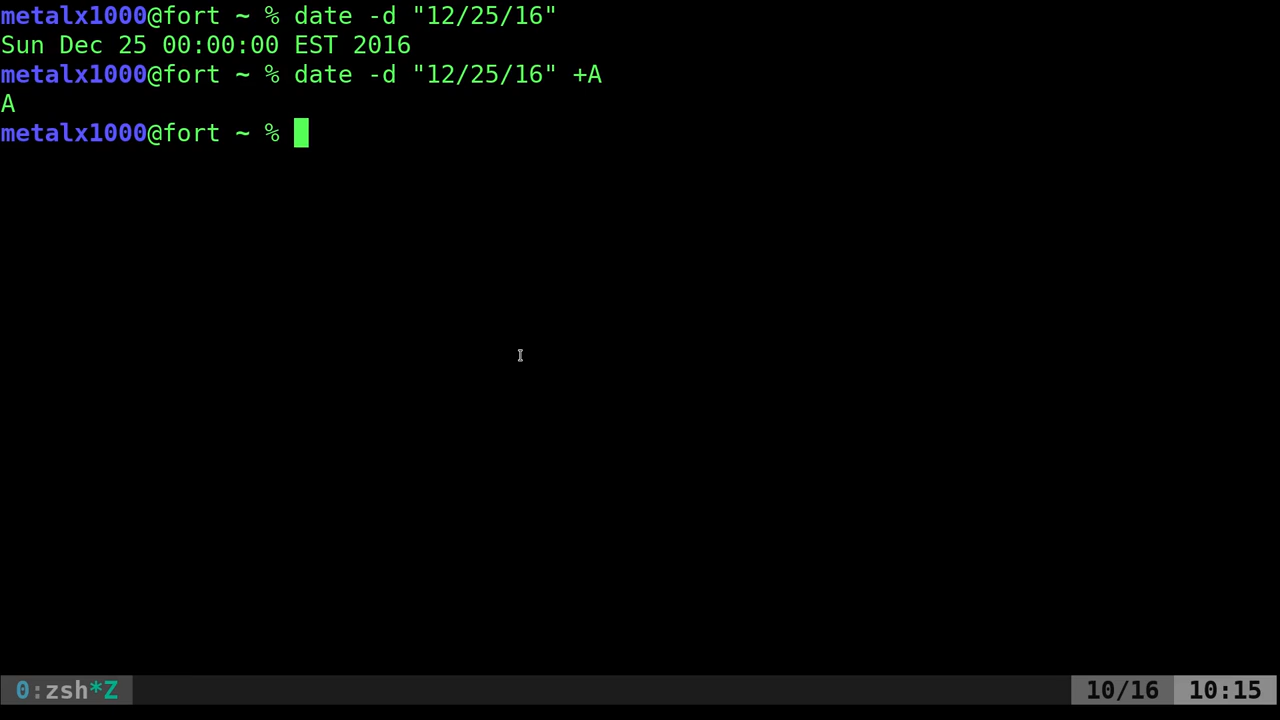 metalx1000@fort ~ % date -d "12/25/16"
Sun Dec 25 00:00:00 EST 2016
metalx1000@fort ~ % date -d "12/25/16" +A
A
metalx1000@fort ~ %
0:zsh*Z 10/16 10:15